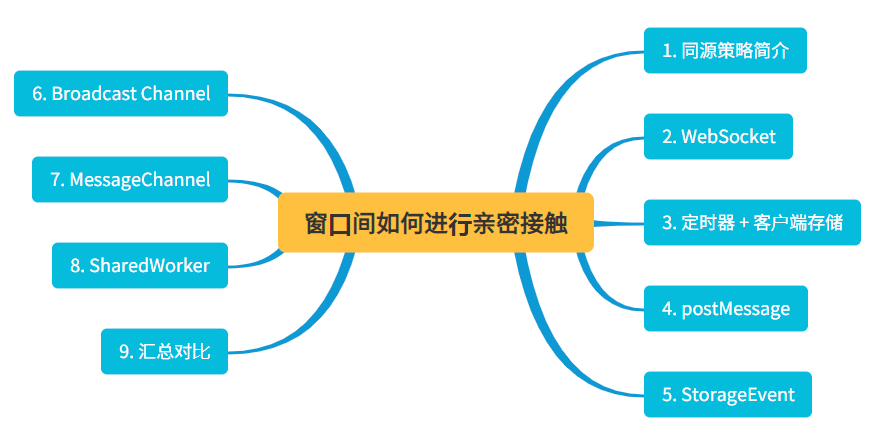 窗口间如何进行亲密接触
1. 同源策略简介
2. WebSocket
3. 定时器 + 客户端存储
4. postMessage
5. StorageEvent
6. Broadcast Channel
7. MessageChannel
8. SharedWorker
9. 汇总对比